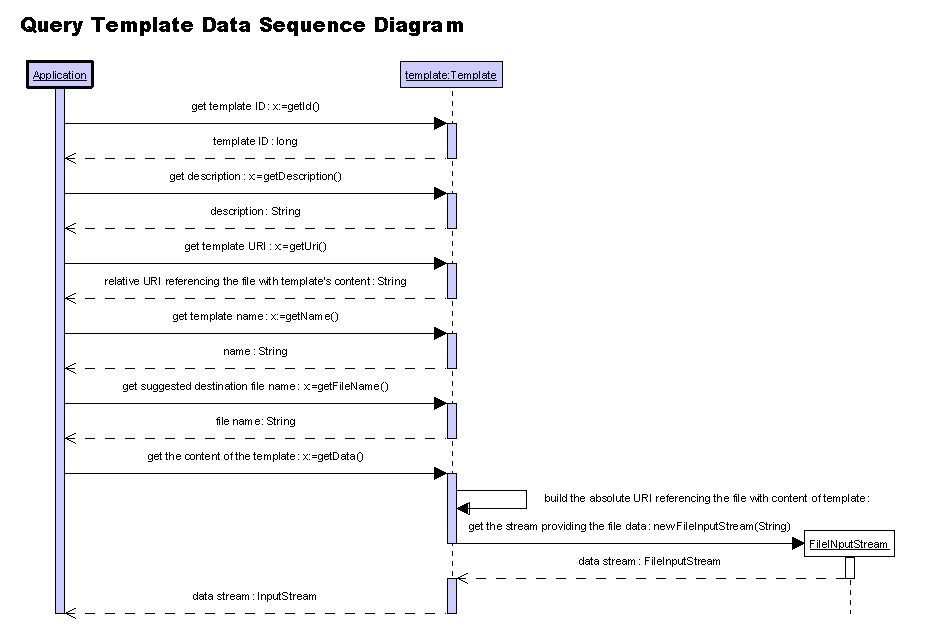 Query Template Data Sequence Diagram
Application
template:Template
get template ID : x:=getId()
template ID : long
get description : x:=getDescription()
description : String
get template URI : x:=getUri()
relative URI referencing the file with template's content : String
get template name : x:=getName()
name : String
get suggested destination file name : x:=getFileName()
file name : String
get the content of the template : x:=getData()
build the absolute URI referencing the file with content of template :
get the stream providing the file data : newFileInputStream(String)
FileINputStream
data stream : FileInputStream
data stream : InputStream